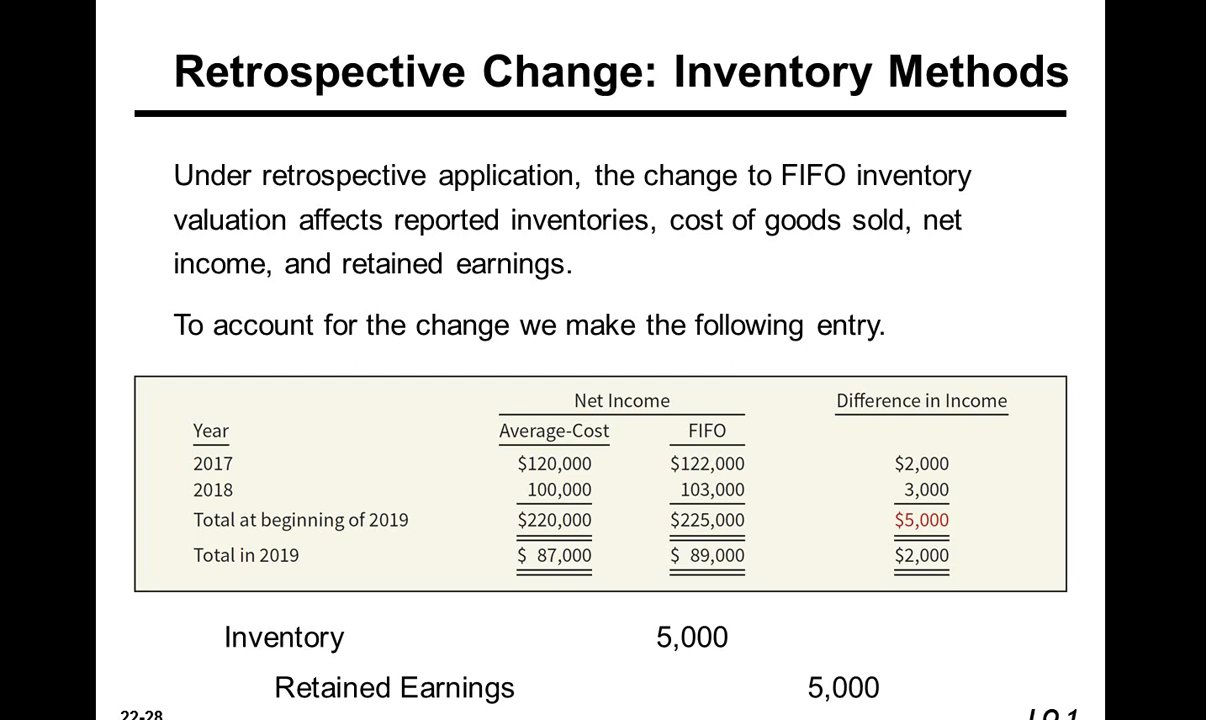 Retrospective Change: Inventory Methods
Under retrospective application, the change to FIFO inventory
valuation affects reported inventories, cost of goods sold, net
income, and retained earnings.
To account for the change we make the following entry.
Net Income Difference in Income
Year Average-Cost FIFO
2017 $120,000 $122,000 $2,000
2018 100,000 103,000 3,000
Total at beginning of 2019 $220,000 $225,000 $5,000
Total in 2019 $ 87,000 $ 89,000 $2,000
Inventory 5,000
Retained Earnings 5,000
22-28 LO 1